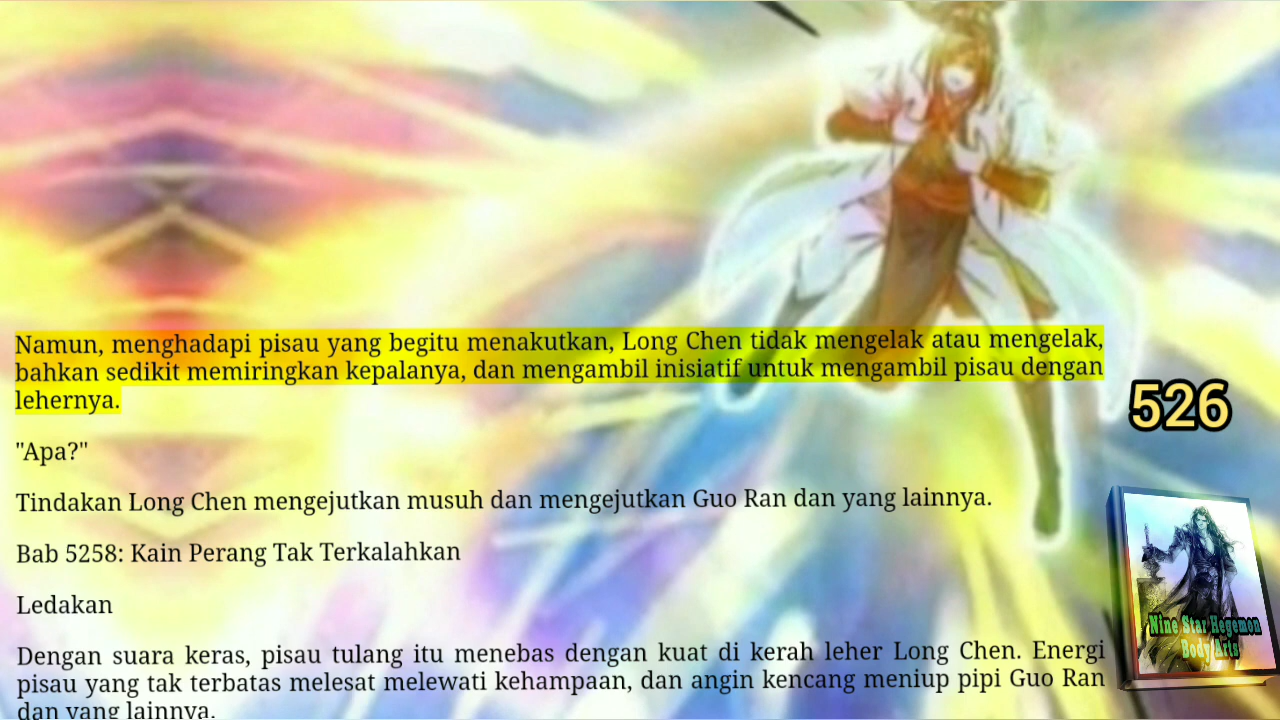 Namun, menghadapi pisau yang begitu menakutkan, Long Chen tidak mengelak atau mengelak,
bahkan sedikit memiringkan kepalanya, dan mengambil inisiatif untuk mengambil pisau dengan
lehernya.
"Apa?"
Tindakan Long Chen mengejutkan musuh dan mengejutkan Guo Ran dan yang lainnya.
Bab 5258: Kain Perang Tak Terkalahkan
Ledakan
Dengan suara keras, pisau tulang itu menebas dengan kuat di kerah leher Long Chen. Energi
pisau yang tak terbatas melesat melewati kehampaan, dan angin kencang meniup pipi Guo Ran
dan yang lainnya.
526
Nine Star Hegemon
Body Arts